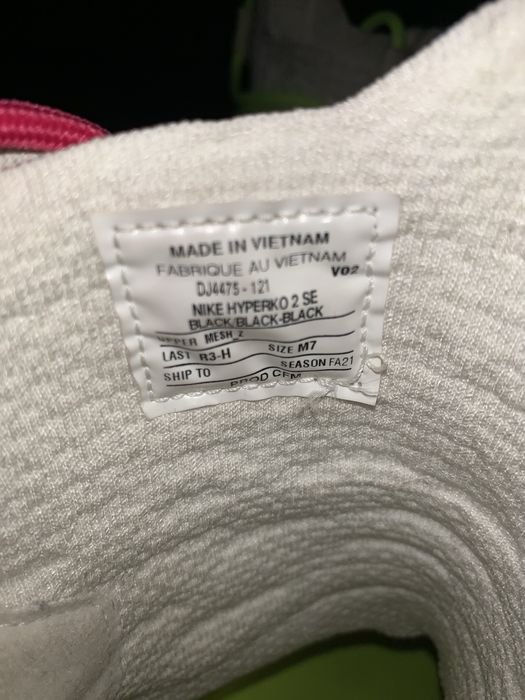 MADE IN VIETNAM
FABRIQUE AU VIETNAM
V02
DJ4475-121
NIKE HYPERKO 2 SE
BLACK/BLACK-BLACK
UPPER MESH 2
LAST R3-H SIZE M7
SHIP TO SEASON FA21
PROD CFM